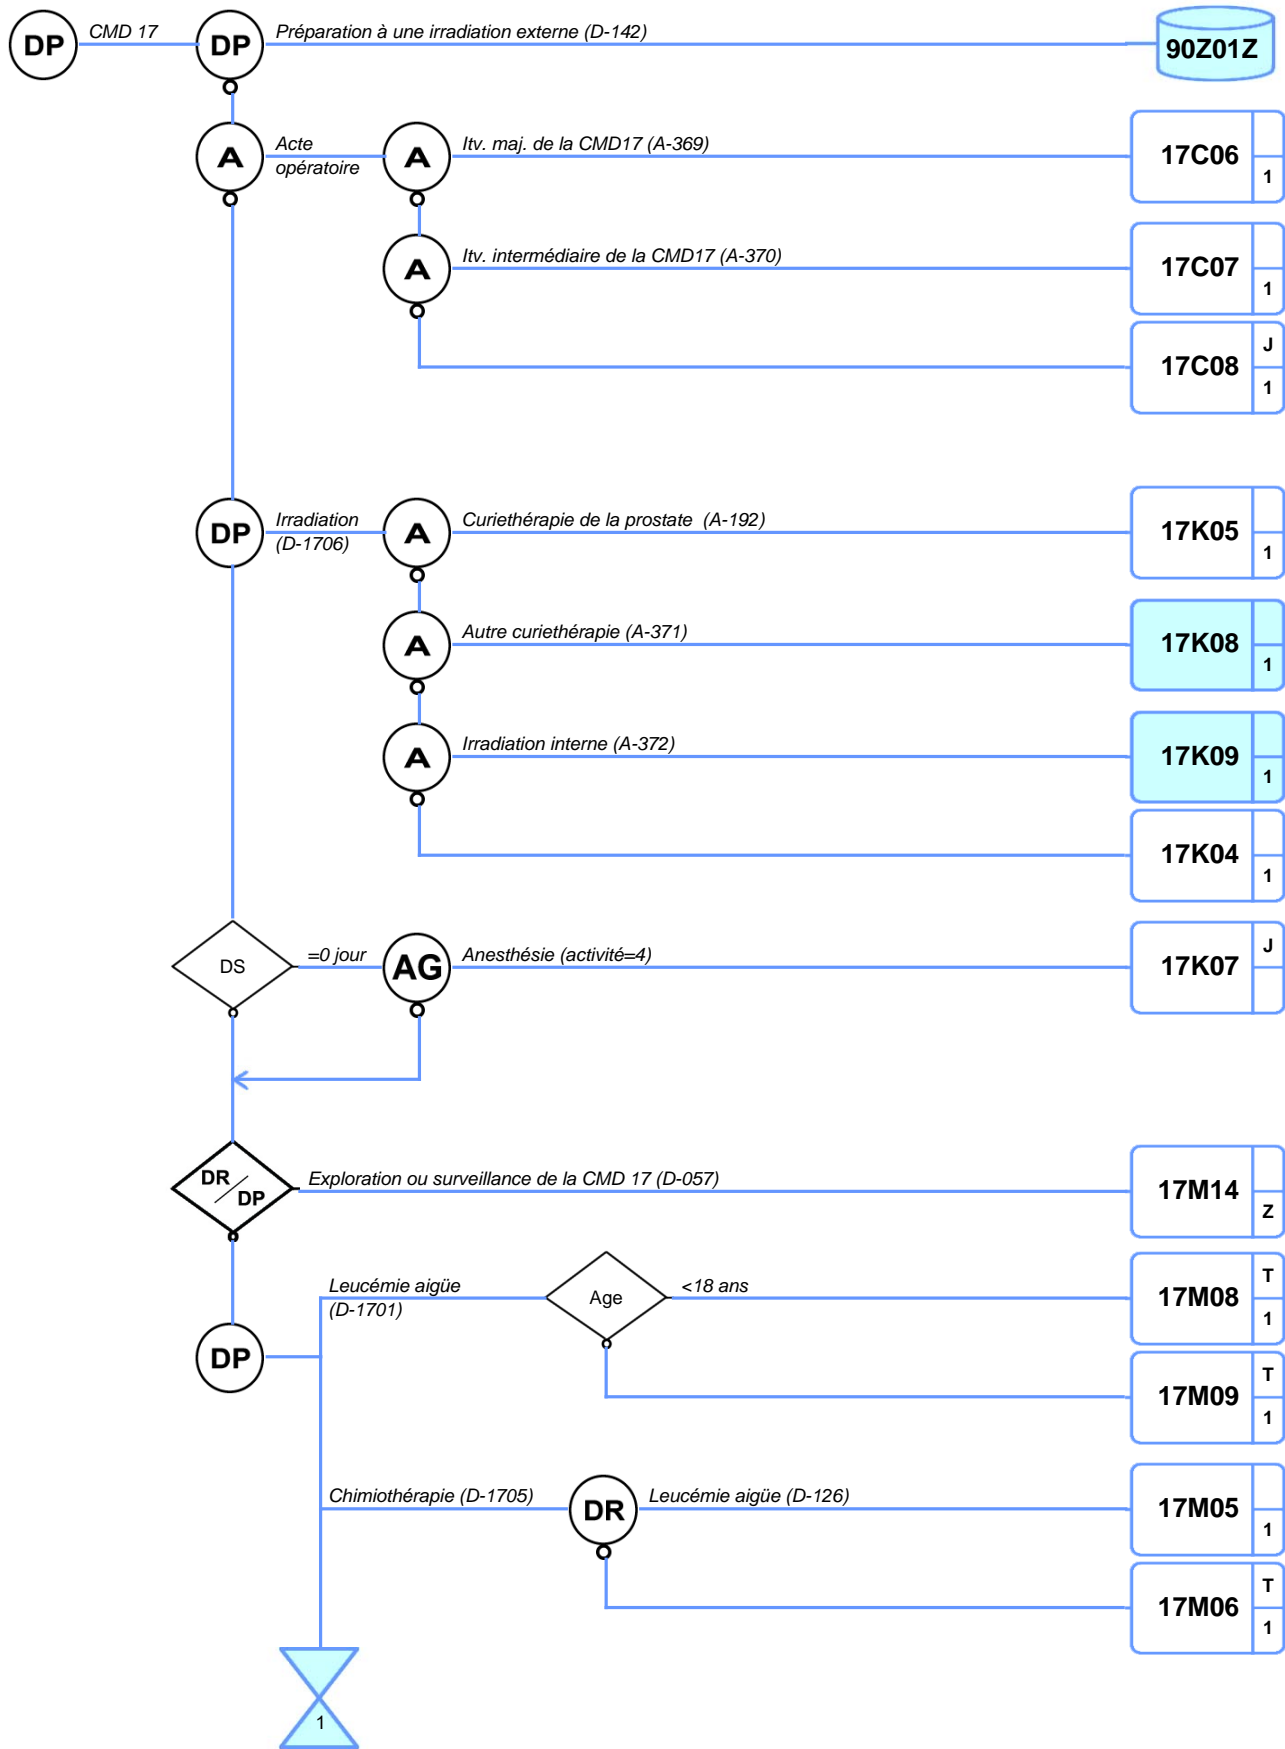 DP
CMD 17
DP
Préparation à une irradiation externe (D-142)
90Z01Z
A
Acte
opératoire
A
Itv. maj. de la CMD17 (A-369)
17C06
1
A
Itv. intermédiaire de la CMD17 (A-370)
17C07
1
17C08
J
1
DP
Irradiation
(D-1706)
A
Curiethérapie de la prostate (A-192)
17K05
1
A
Autre curiethérapie (A-371)
17K08
1
A
Irradiation interne (A-372)
17K09
1
17K04
1
DS
=0 jour
AG
Anesthésie (activité=4)
17K07
J
DR
DP
Exploration ou surveillance de la CMD 17 (D-057)
17M14
Z
DP
Leucémie aigüe
(D-1701)
Age
<18 ans
17M08
T
1
17M09
T
1
Chimiothérapie (D-1705)
DR
Leucémie aigüe (D-126)
17M05
1
17M06
T
1
1